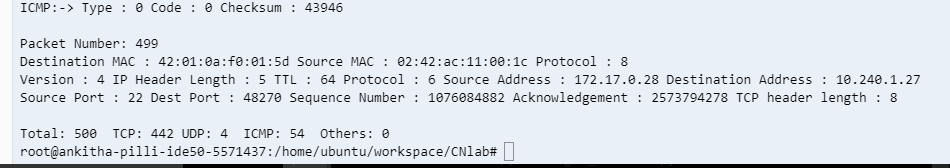 ICMP:-> Type : 0 Code : 0 Checksum : 43946
Packet Number: 499
Destination MAC : 42:01:0a:f0:01:5d Source MAC : 02:42:ac:11:00:1c Protocol : 8
Version : 4 IP Header Length : 5 TTL : 64 Protocol : 6 Source Address : 172.17.0.28 Destination Address : 10.240.1.27
Source Port : 22 Dest Port : 48270 Sequence Number : 1076084882 Acknowledgement : 2573794278 TCP header length : 8
Total: 500  TCP: 442 UDP: 4  ICMP: 54  Others: 0
root@ankitha-pilli-ide50-5571437:/home/ubuntu/workspace/CNlab#